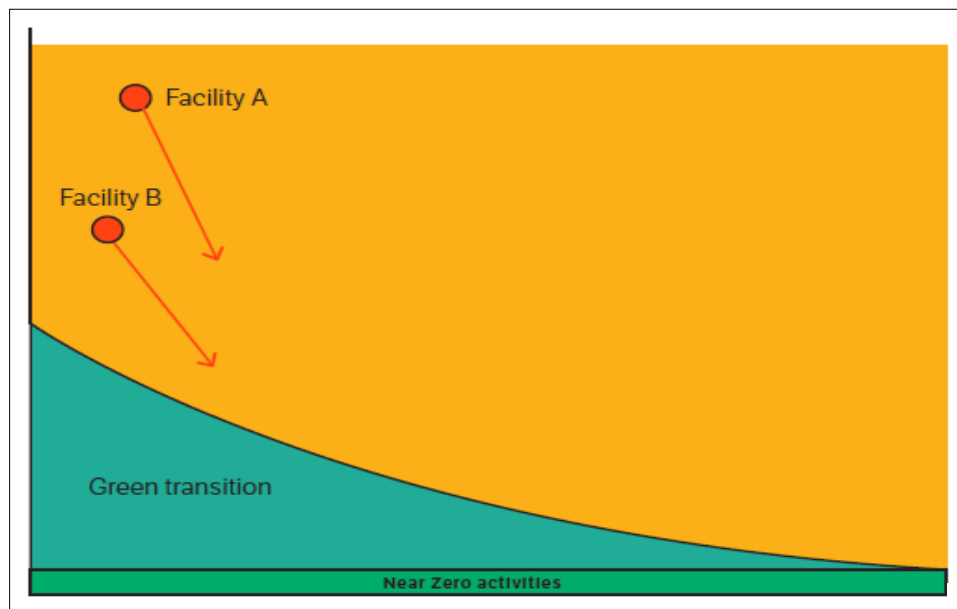 Facility A
Facility B
Green transition
Near Zero activities